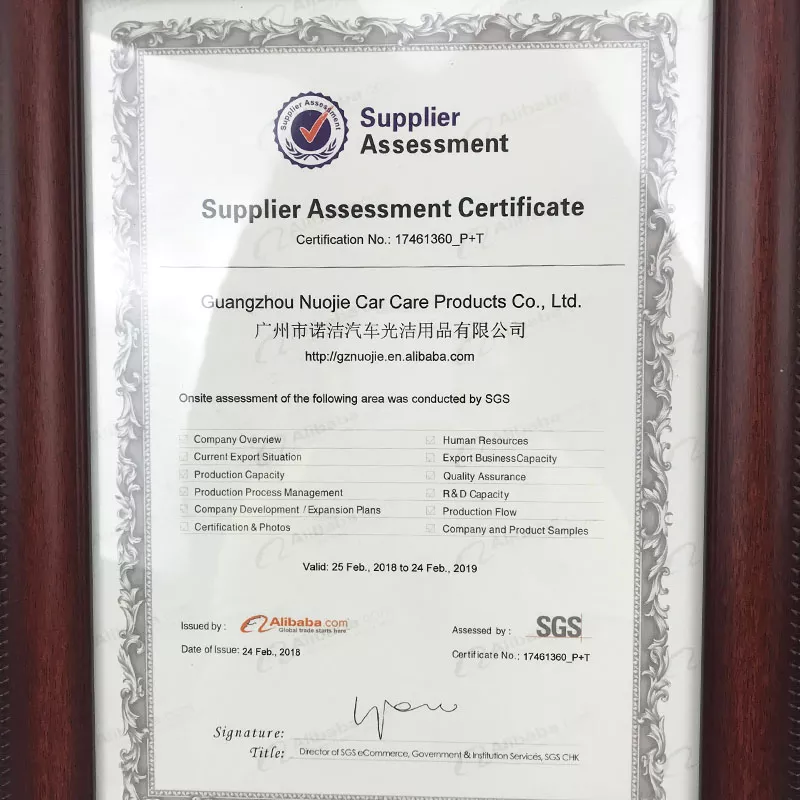 Supplier Assessment
Supplier
Assessment
Supplier Assessment Certificate
Certification No.: 17461360_P+T
Guangzhou Nuojie Car Care Products Co., Ltd.
广州市诺洁汽车光洁用品有限公司
http://gznuojie.en.alibaba.com
Onsite assessment of the following area was conducted by SGS
Company Overview
Human Resources
Current Export Situation
Export Business Capacity
Production Capacity
Quality Assurance
Production Process Management
R&D Capacity
Company Development / Expansion Plans
Production Flow
Certification & Photos
Company and Product Samples
Valid: 25 Feb., 2018 to 24 Feb., 2019
Issued by : Alibaba.com
Global trade starts here
Assessed by : SGS
Date of Issue: 24 Feb., 2018
Certificate No.: 17461360_P+T
Signature:
Title: Director of SGS eCommerce, Government & Institution Services, SGS CHK